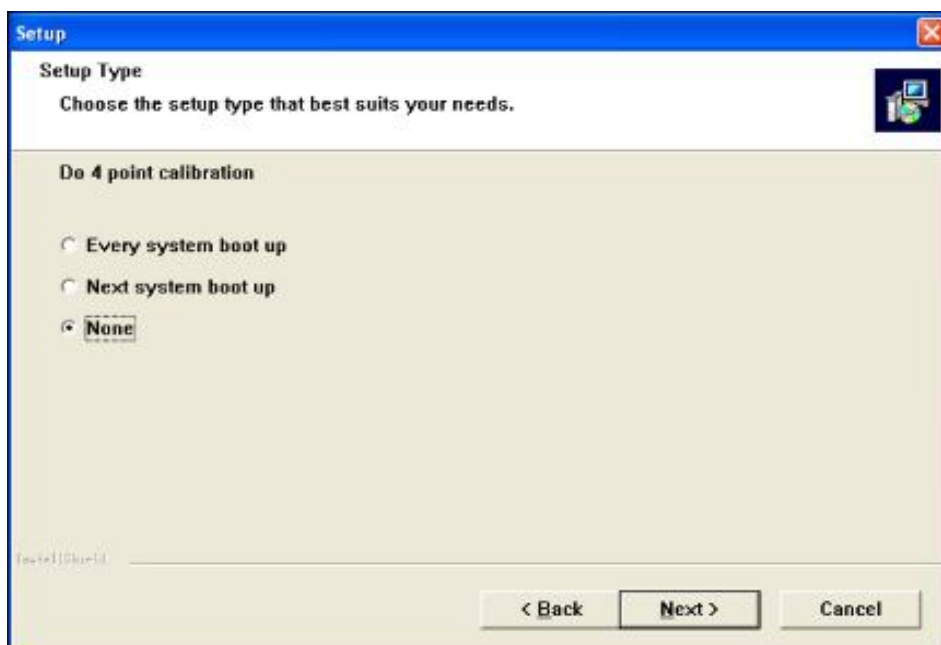 Setup
Setup Type
Choose the setup type that best suits your needs.
Do 4 point calibration
Every system boot up
Next system boot up
None
InstallShield
< Back Next > Cancel